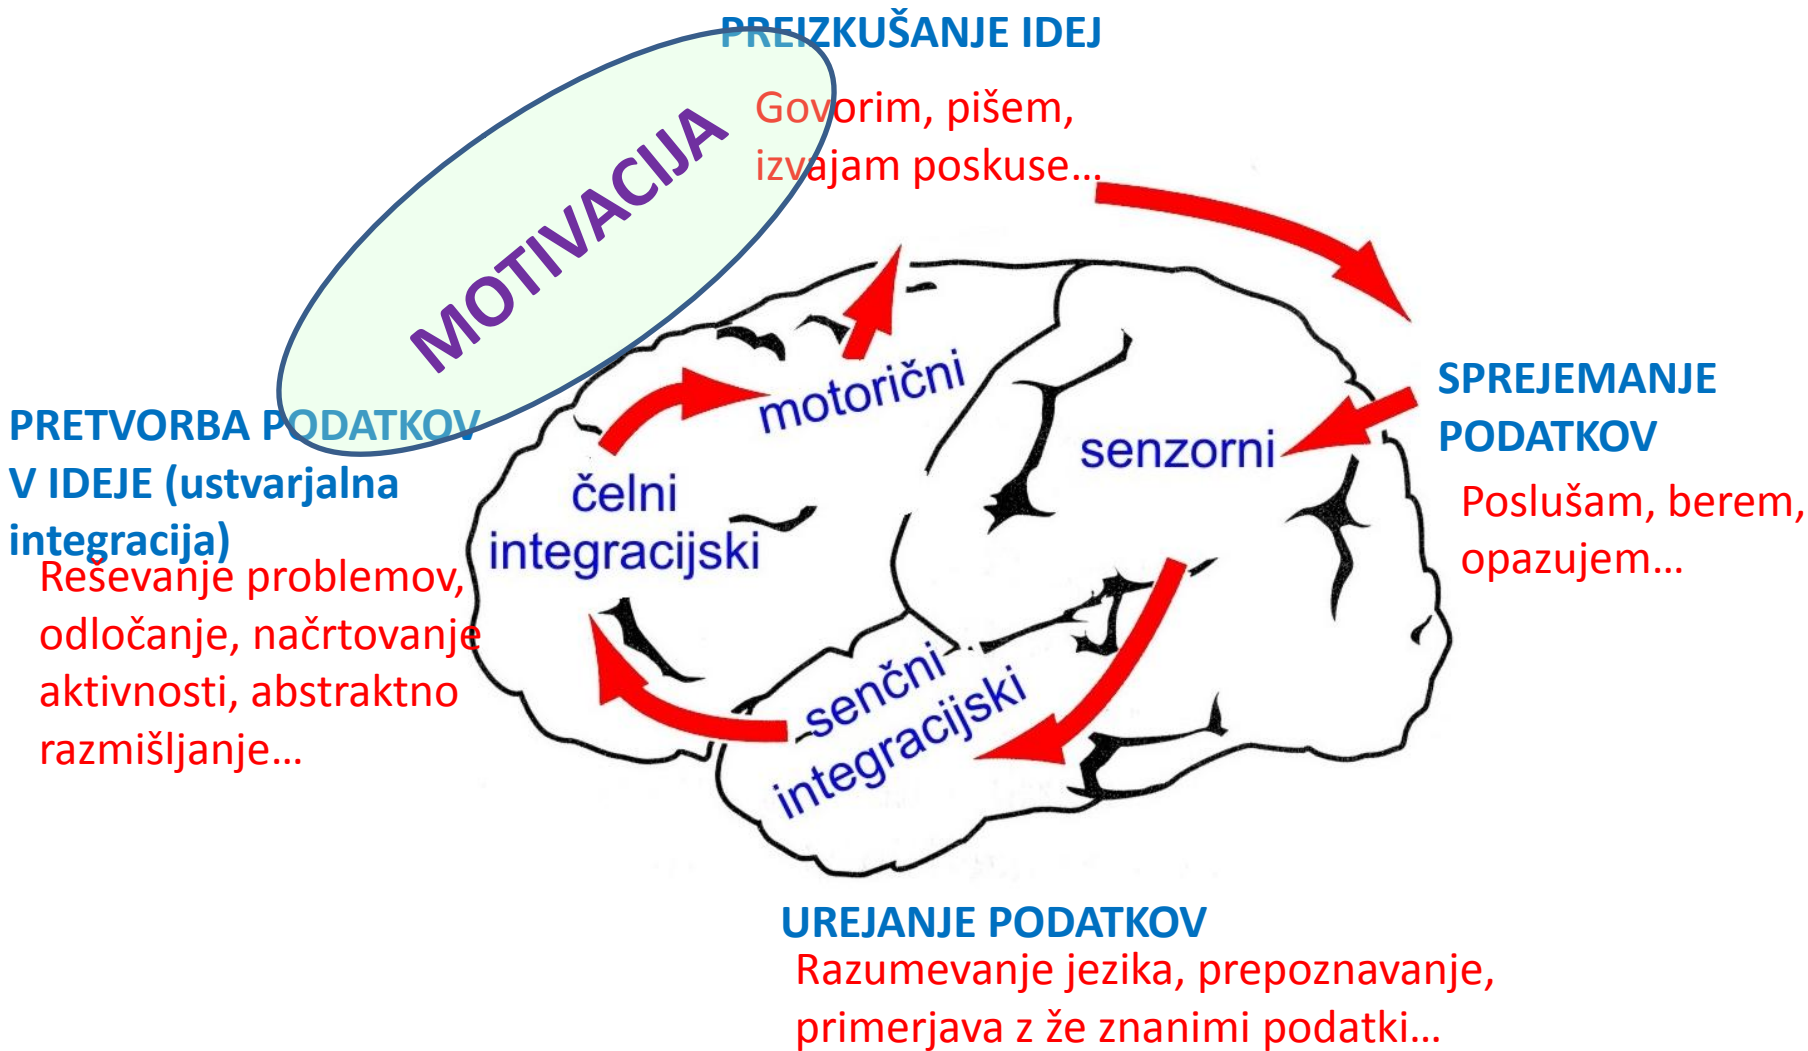 PREIZKUŠANJE IDEJ
Govorim, pišem,
izvajam poskuse...
MOTIVACIJA
SPREJEMANJE
PODATKOV
Poslušam, berem,
opazujem...
PRETVORBA PODATKOV
V IDEJE (ustvarjalna
integracija)
Reševanje problemov,
odločanje, načrtovanje
aktivnosti, abstraktno
razmišljanje...
motorični
senzorni
čelni
integracijski
senčni
integracijski
UREJANJE PODATKOV
Razumevanje jezika, prepoznavanje,
primerjava z že znanimi podatki...